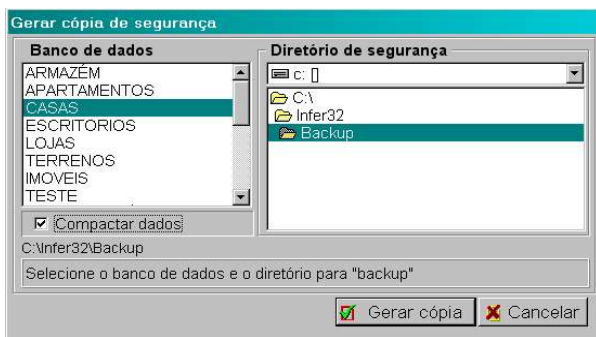 Gerar cópia de segurança
Banco de dados
ARMAZÉM
APARTAMENTOS
CASAS
ESCRITORIOS
LOJAS
TERRENOS
IMOVEIS
TESTE
Compactar dados
Diretório de segurança
c: []
C:\
Infer32
Backup
C:\Infer32\Backup
Selecione o banco de dados e o diretório para "backup"
Gerar cópia
Cancelar